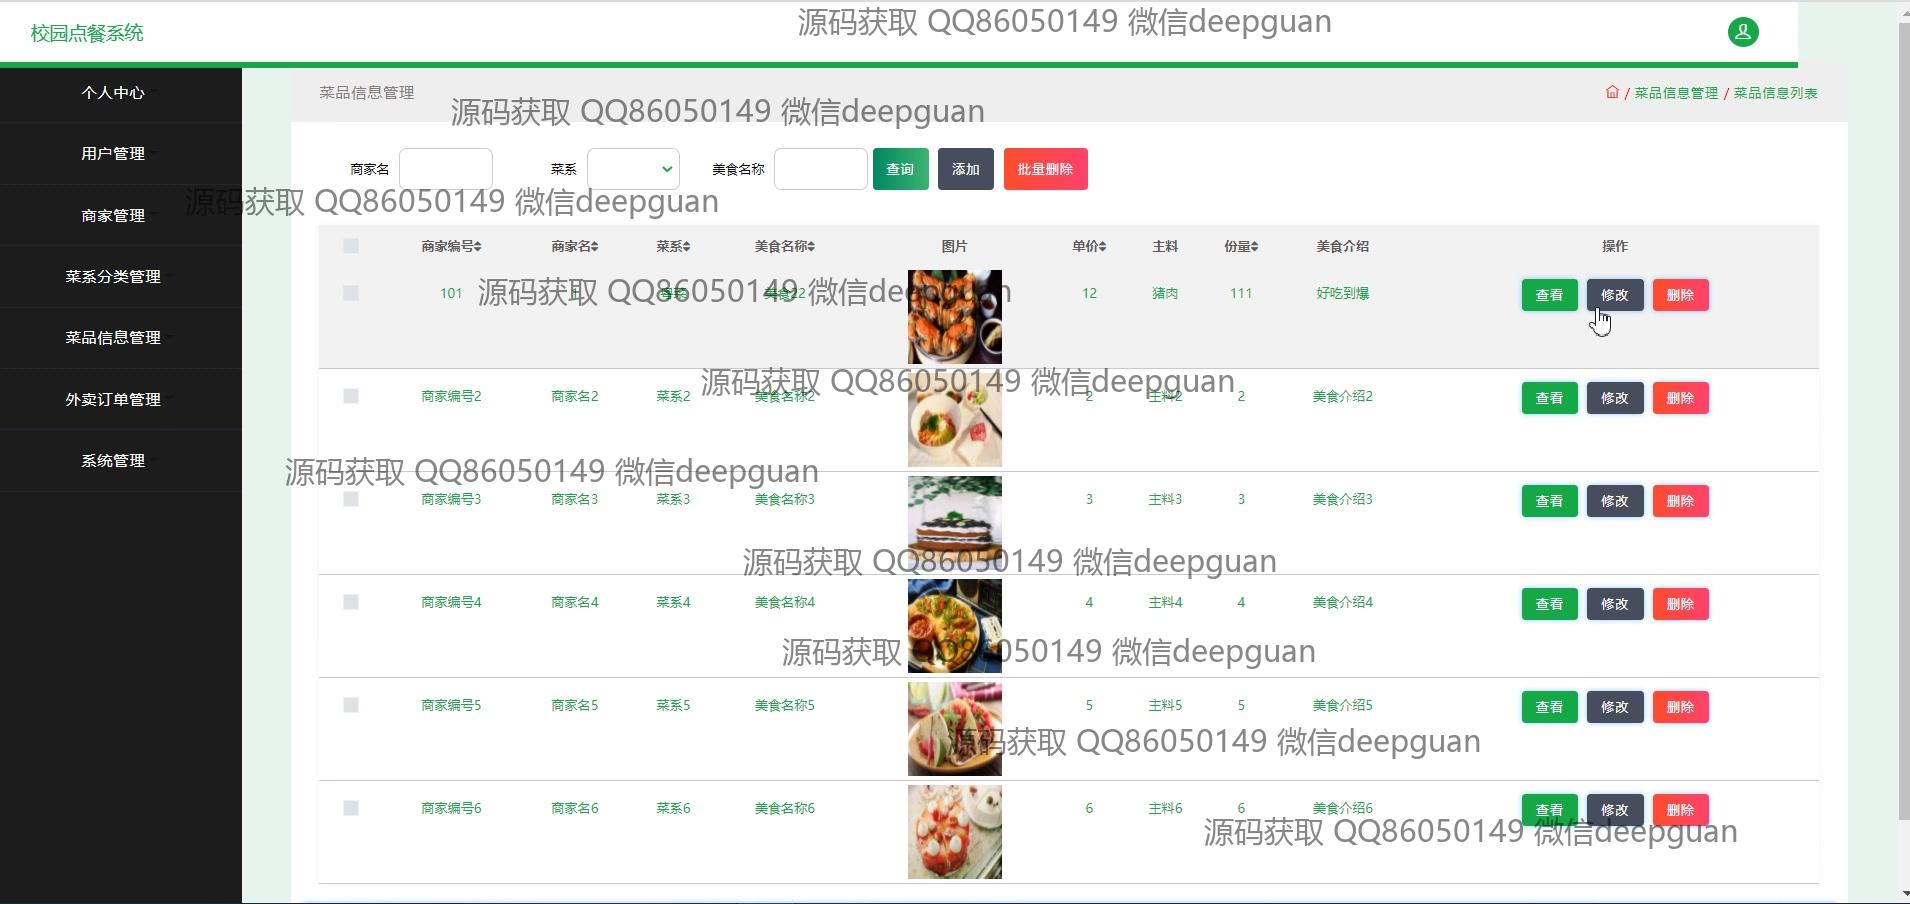 源码获取 QQ86050149 微信deepguan
校园点餐系统
个人中心
用户管理
商家管理
菜系分类管理
菜品信息管理
外卖订单管理
系统管理
菜品信息管理
/ 菜品信息管理 / 菜品信息列表
源码获取 QQ86050149 微信deepguan
商家名 菜系 美食名称 查询 添加 批量删除
源码获取 QQ86050149 微信deepguan
商家编号 商家名 菜系 美食名称 图片 单价 主料 份量 美食介绍 操作
101 美食22 12 猪肉 111 好吃到爆 查看 修改 删除
源码获取 QQ86050149 微信deepguan
源码获取 QQ86050149 微信deepguan
商家编号2 商家名2 菜系2 美食名称2 2 主料2 2 美食介绍2 查看 修改 删除
源码获取 QQ86050149 微信deepguan
商家编号3 商家名3 菜系3 美食名称3 3 主料3 3 美食介绍3 查看 修改 删除
源码获取 QQ86050149 微信deepguan
商家编号4 商家名4 菜系4 美食名称4 4 主料4 4 美食介绍4 查看 修改 删除
源码获取 QQ86050149 微信deepguan
商家编号5 商家名5 菜系5 美食名称5 5 主料5 5 美食介绍5 查看 修改 删除
源码获取 QQ86050149 微信deepguan
商家编号6 商家名6 菜系6 美食名称6 6 主料6 6 美食介绍6 查看 修改 删除
源码获取 QQ86050149 微信deepguan